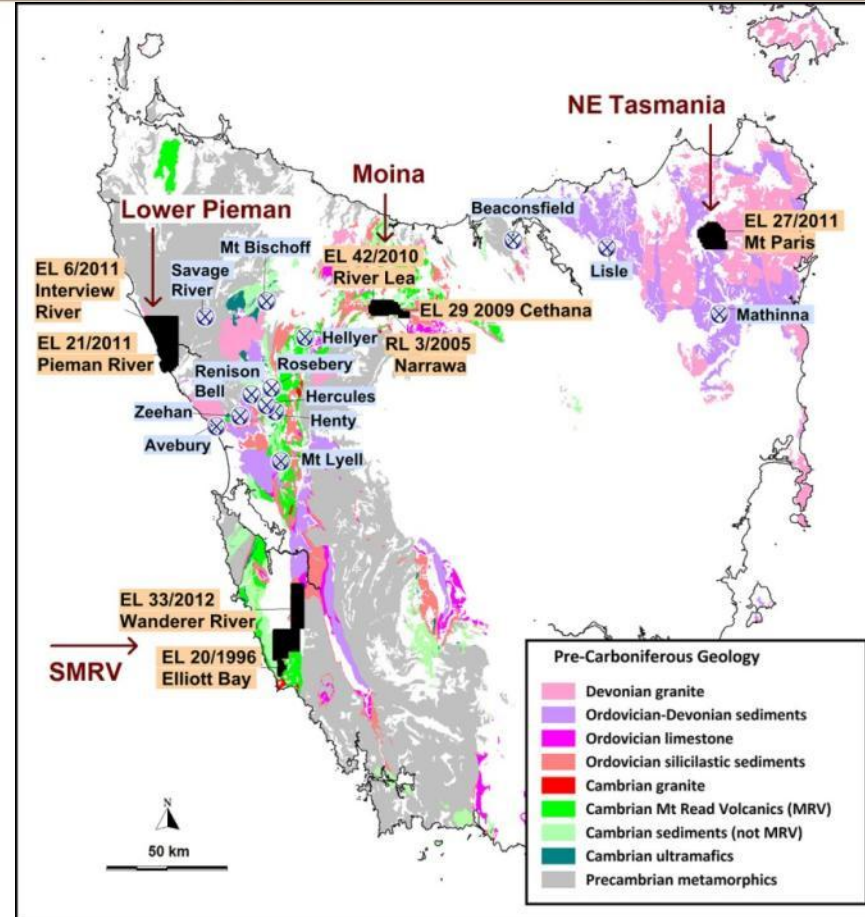 NE Tasmania
Moina
Lower Pieman
Beaconsfield
EL 27/2011
Mt Paris
Mt Bischoff
EL 42/2010
River Lea
Lisle
EL 6/2011
Interview
River
Savage
River
EL 29 2009 Cethana
Mathinna
EL 21/2011
Pieman River
Hellyer
RL 3/2005
Narrawa
Renison
Bell
Rosebery
Hercules
Zeehan
Henty
Avebury
Mt Lyell
EL 33/2012
Wanderer River
SMRV
EL 20/1996
Elliott Bay
N
50 km
Pre-Carboniferous Geology
Devonian granite
Ordovician-Devonian sediments
Ordovician limestone
Ordovician silicilastic sediments
Cambrian granite
Cambrian Mt Read Volcanics (MRV)
Cambrian sediments (not MRV)
Cambrian ultramafics
Precambrian metamorphics